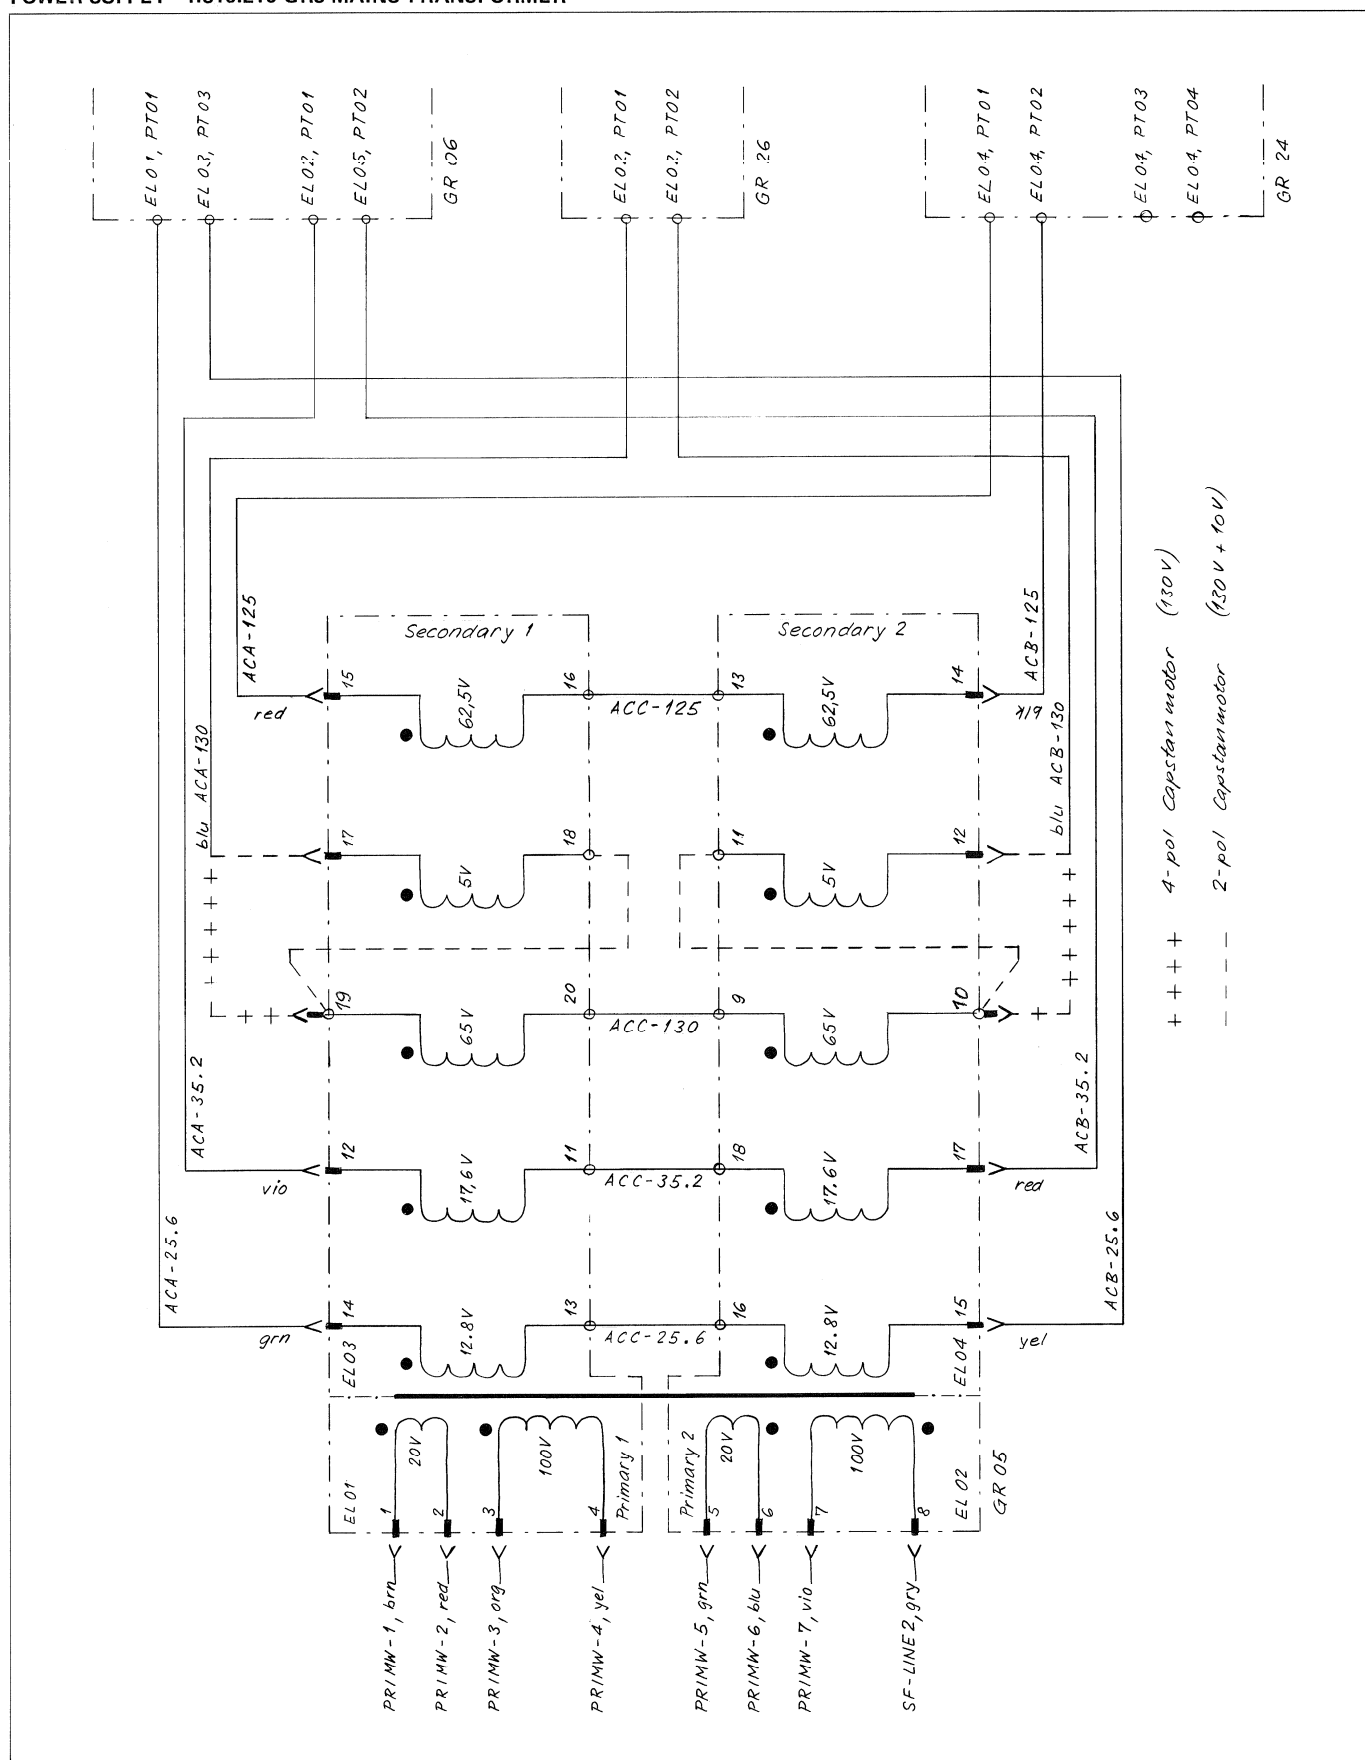 EL01, PT01
EL03, PT03
EL02, PT01
EL05, PT02
GR 06
EL02, PT01
EL02, PT02
GR 26
EL04, PT01
EL04, PT02
EL04, PT03
EL04, PT04
GR 24
ACA-125
Secondary 1
Secondary 2
ACB-125
15
62,5V
16
13
62,5V
14
red
ACC-125
blk
blu ACA-130
blu ACB-130
17
5V
18
11
5V
12
19
65V
20
9
65V
10
ACC-130
ACA-35.2
ACB-35.2
12
17,6V
11
18
17.6V
17
vio
ACC-35.2
red
ACA-25.6
ACB-25.6
14
12.8V
13
16
12.8V
15
grn
ACC-25.6
yel
EL03
EL04
++++ 4-pol Capstanmotor (130V)
---- 2-pol Capstanmotor (130V + 10V)
EL01
20V
100V
Primary 1
Primary 2
20V
100V
EL02
GR 05
1
2
3
4
5
6
7
8
PRIMW-1, brn
PRIMW-2, red
PRIMW-3, org
PRIMW-4, yel
PRIMW-5, grn
PRIMW-6, blu
PRIMW-7, vio
SF-LINE2, gry